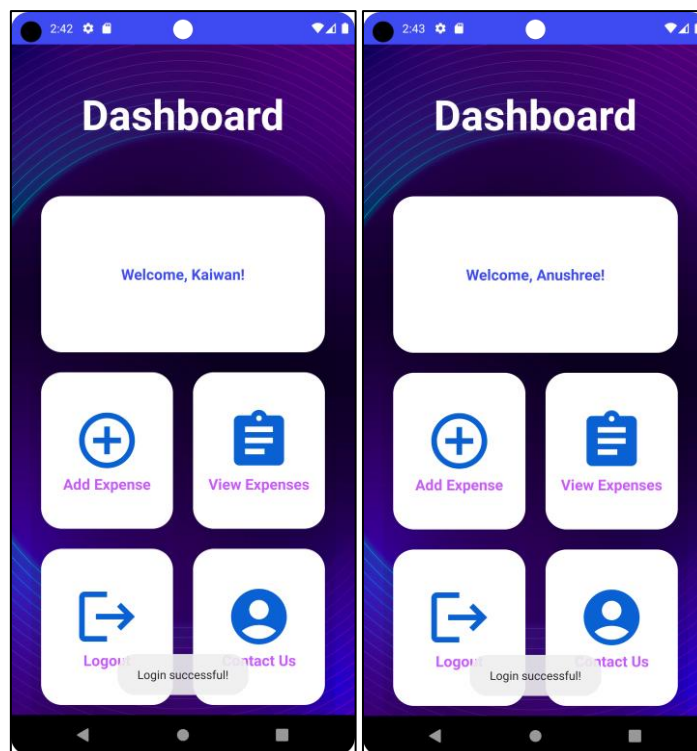 2:42
Dashboard
Welcome, Kaiwan!
Add Expense
View Expenses
Logout
Contact Us
Login successful!
2:43
Dashboard
Welcome, Anushree!
Add Expense
View Expenses
Logout
Contact Us
Login successful!